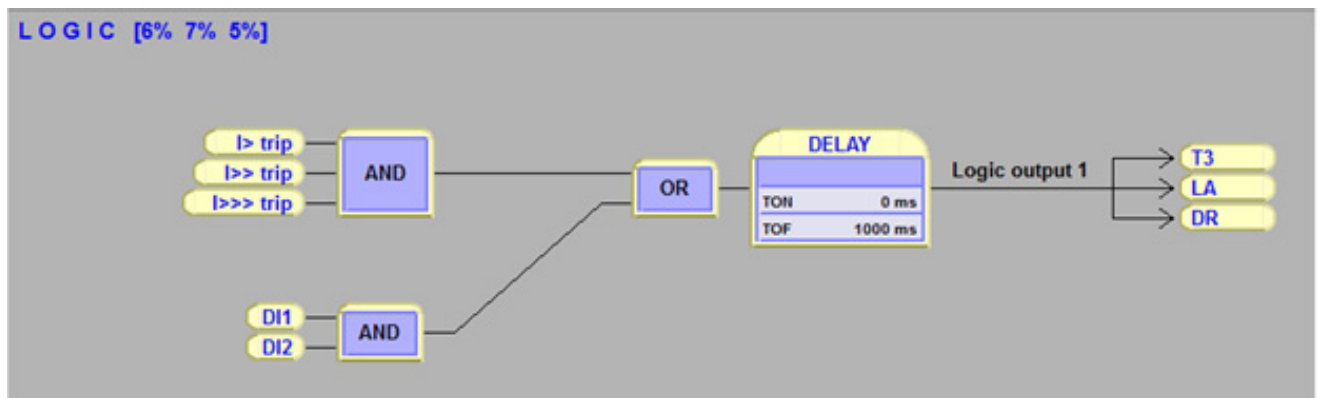 LOGIC [6% 7% 5%]
I> trip
I>> trip
I>>> trip
AND
OR
DELAY
TON 0 ms
TOF 1000 ms
Logic output 1
T3
LA
DR
DI1
DI2
AND